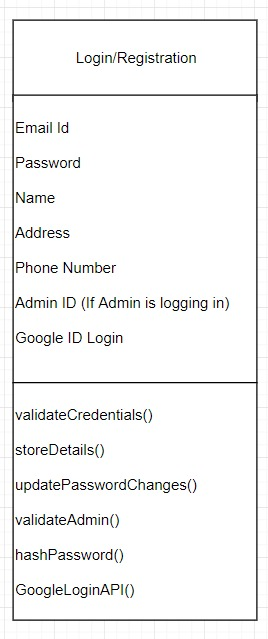 Login/Registration
Email Id
Password
Name
Address
Phone Number
Admin ID (If Admin is logging in)
Google ID Login
validateCredentials()
storeDetails()
updatePasswordChanges()
validateAdmin()
hashPassword()
GoogleLoginAPI()